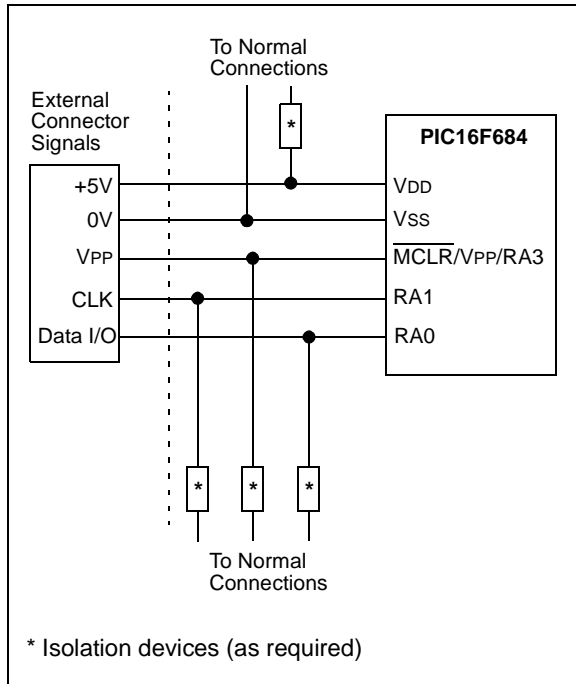 To Normal
Connections
External
Connector
Signals
*
PIC16F684
+5V
VDD
0V
VSS
VPP
MCLR/VPP/RA3
CLK
RA1
Data I/O
RA0
* * *
To Normal
Connections
* Isolation devices (as required)